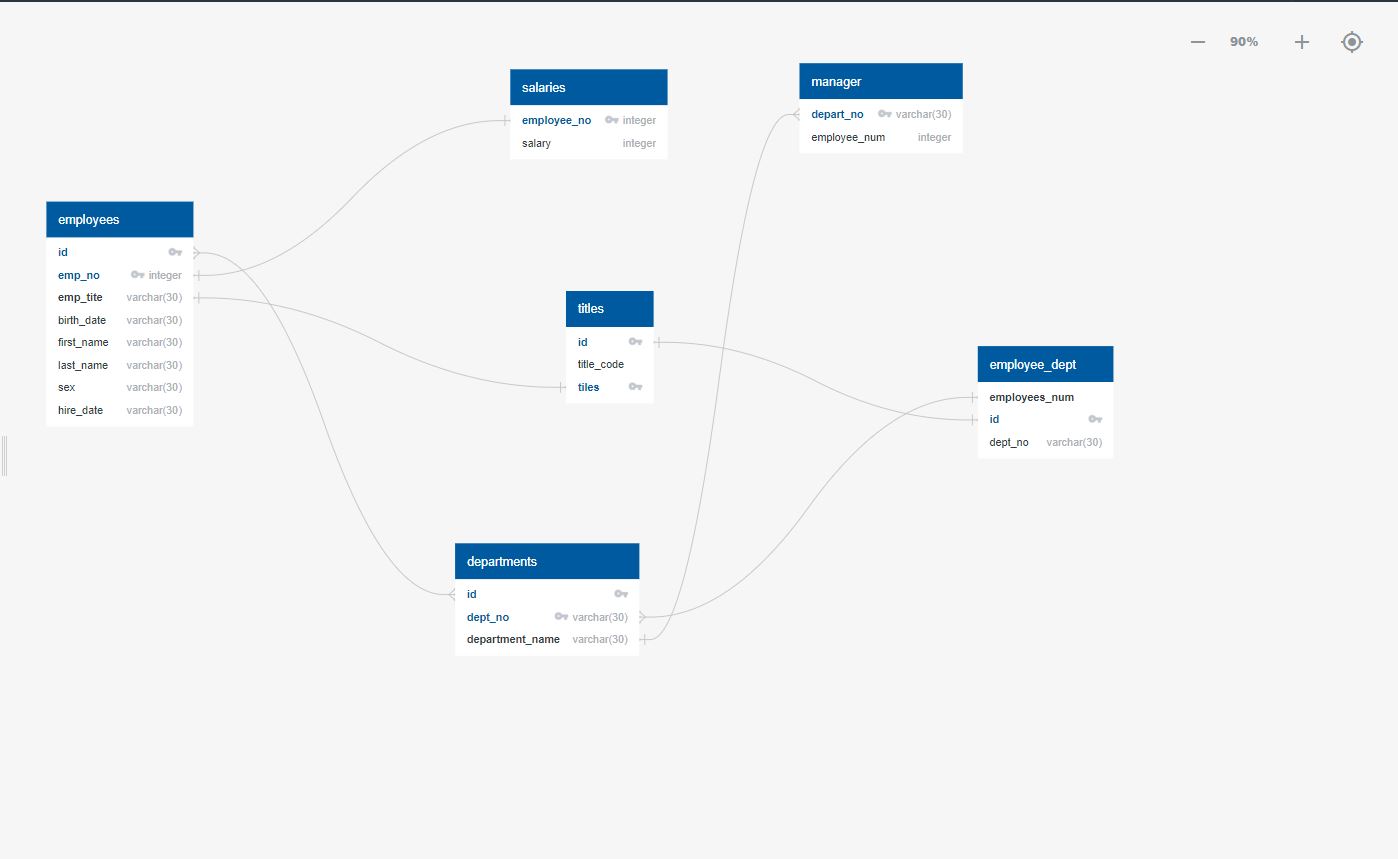 90%
salaries
employee_no integer
salary integer
manager
depart_no varchar(30)
employee_num integer
employees
id
emp_no integer
emp_tite varchar(30)
birth_date varchar(30)
first_name varchar(30)
last_name varchar(30)
sex varchar(30)
hire_date varchar(30)
titles
id
title_code
tiles
employee_dept
employees_num
id
dept_no varchar(30)
departments
id
dept_no varchar(30)
department_name varchar(30)